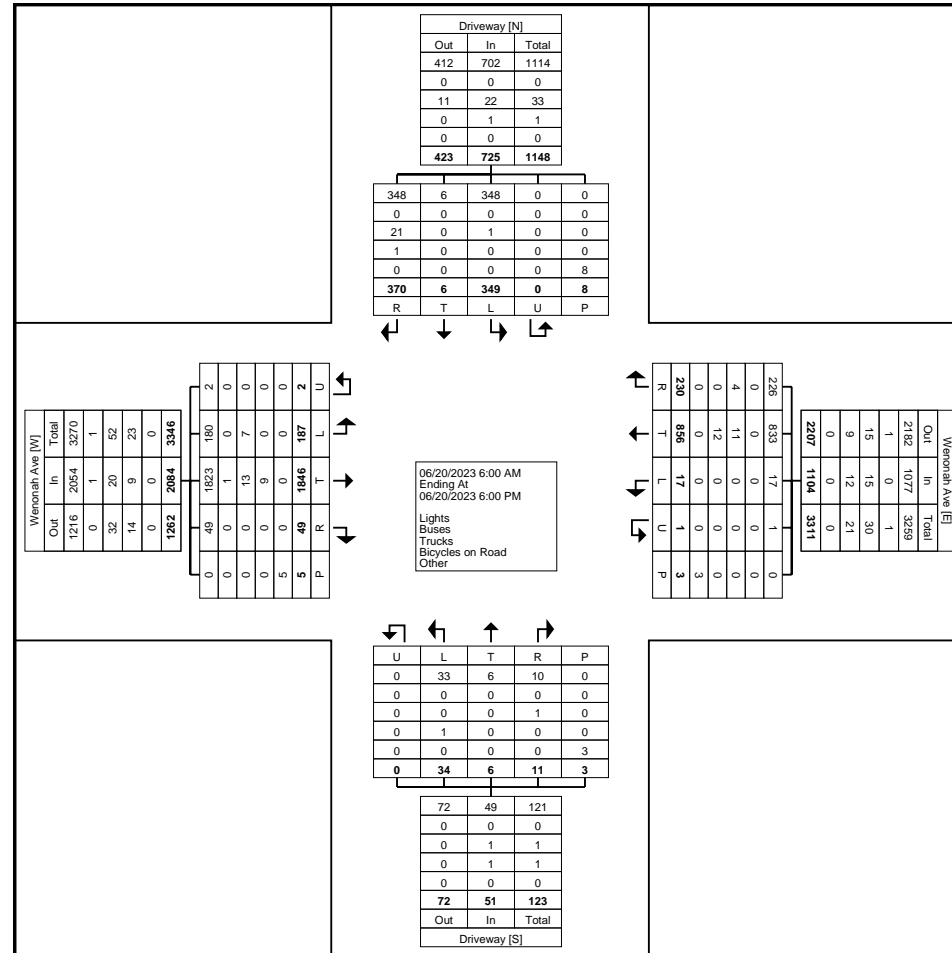 Driveway [N]
Out In Total
412 702 1114
0 0 0
11 22 33
0 1 1
0 0 0
423 725 1148
348 6 348 0 0
0 0 0 0 0
21 0 1 0 0
1 0 0 0 0
0 0 0 0 8
370 6 349 0 8
R T L U P
U L T R P
2 187 1846 49 5
0 0 0 0 5
0 0 9 0 0
0 7 13 0 0
0 0 1 0 0
2 180 1823 49 0
3346 2084 1262
0 0 0
23 9 14
52 20 32
1 1 0
3270 2054 1216
Total In Out
Wenonah Ave [W]
06/20/2023 6:00 AM
Ending At
06/20/2023 6:00 PM
Lights
Buses
Trucks
Bicycles on Road
Other
Wenonah Ave [E]
Out In Total
2182 1077 3259
1 0 1
15 15 30
9 12 21
0 0 0
2207 1104 3311
226 833 17 1 0
0 0 0 0 0
4 11 0 0 0
0 12 0 0 0
0 0 0 0 3
230 856 17 1 3
R T L U P
U L T R P
0 33 6 10 0
0 0 0 0 0
0 0 0 1 0
0 1 0 0 0
0 0 0 0 3
0 34 6 11 3
72 49 121
0 0 0
0 1 1
0 1 1
0 0 0
72 51 123
Out In Total
Driveway [S]